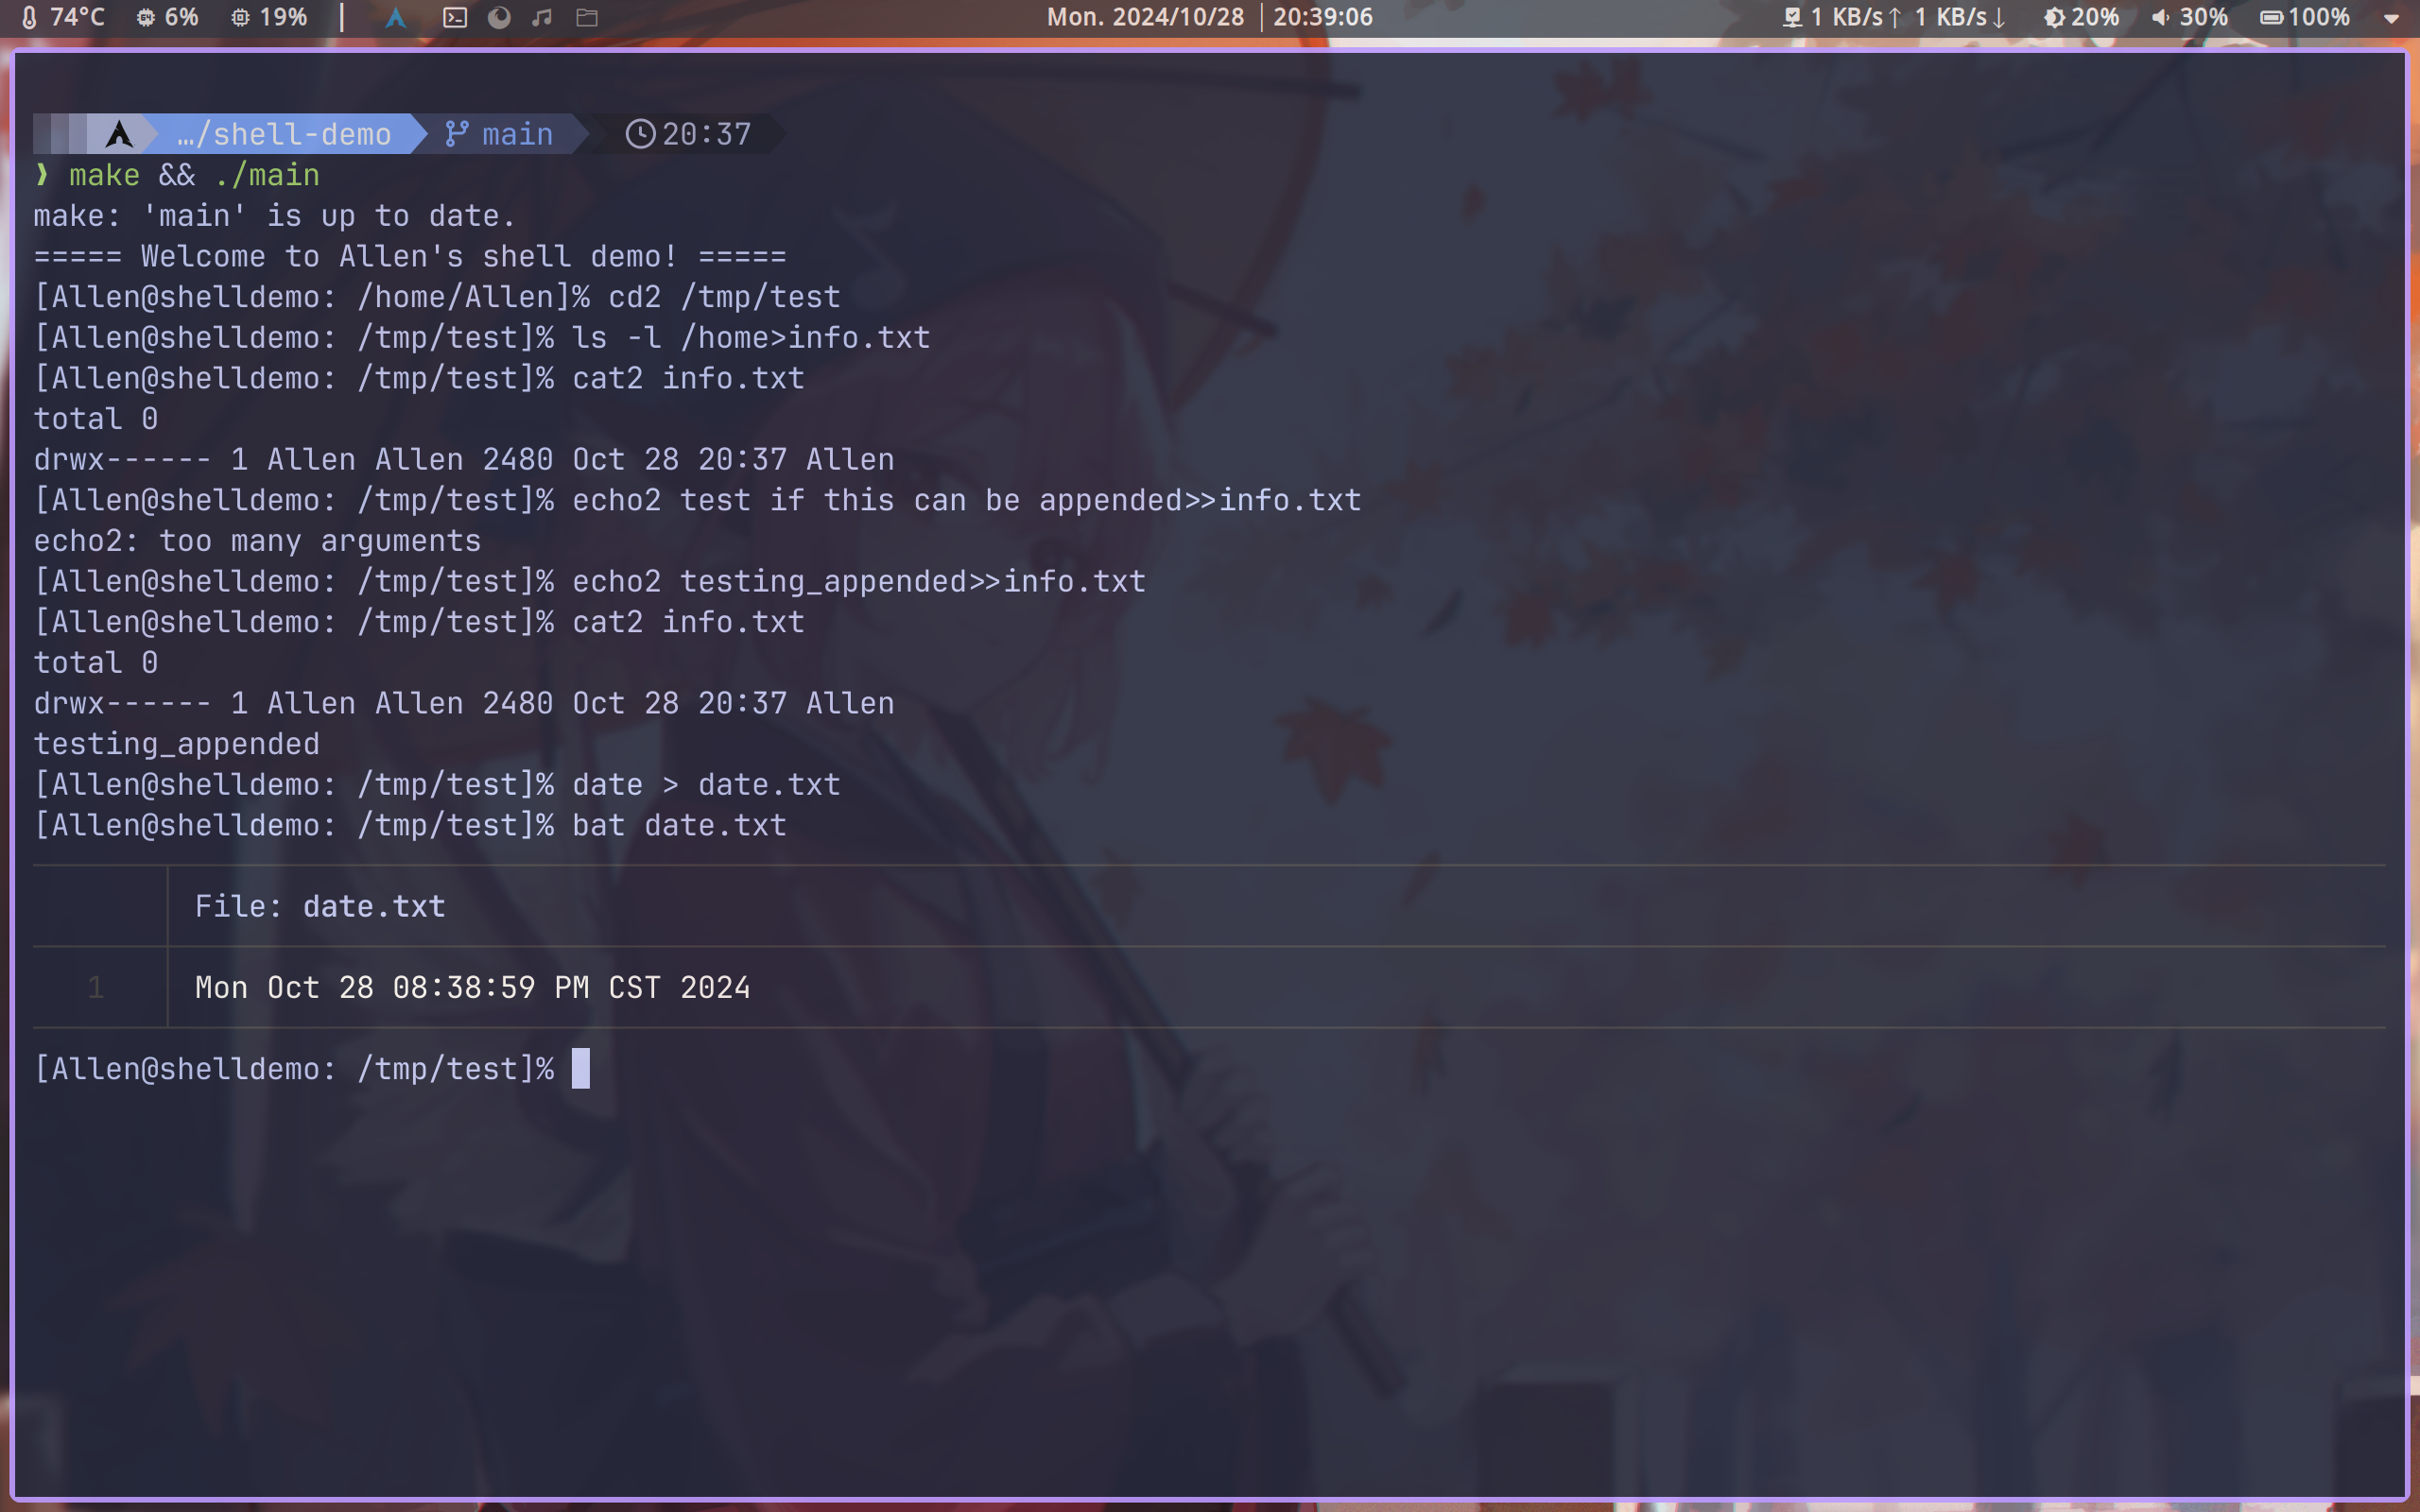 74°C 6% 19% Mon. 2024/10/28 | 20:39:06 1 KB/s↑ 1 KB/s↓ 20% 30% 100%
…/shell-demo main 20:37
❱ make && ./main
make: 'main' is up to date.
===== Welcome to Allen's shell demo! =====
[Allen@shelldemo: /home/Allen]% cd2 /tmp/test
[Allen@shelldemo: /tmp/test]% ls -l /home>info.txt
[Allen@shelldemo: /tmp/test]% cat2 info.txt
total 0
drwx------ 1 Allen Allen 2480 Oct 28 20:37 Allen
[Allen@shelldemo: /tmp/test]% echo2 test if this can be appended>>info.txt
echo2: too many arguments
[Allen@shelldemo: /tmp/test]% echo2 testing_appended>>info.txt
[Allen@shelldemo: /tmp/test]% cat2 info.txt
total 0
drwx------ 1 Allen Allen 2480 Oct 28 20:37 Allen
testing_appended
[Allen@shelldemo: /tmp/test]% date > date.txt
[Allen@shelldemo: /tmp/test]% bat date.txt
File: date.txt
1 Mon Oct 28 08:38:59 PM CST 2024
[Allen@shelldemo: /tmp/test]%